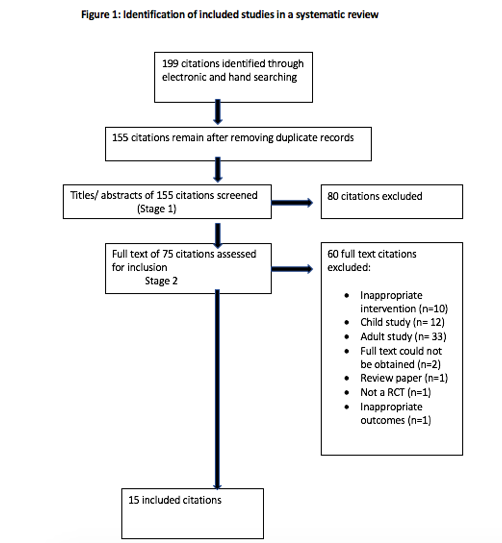 Figure 1: Identification of included studies in a systematic review
199 citations identified through
electronic and hand searching
155 citations remain after removing duplicate records
Titles/ abstracts of 155 citations screened
(Stage 1)
80 citations excluded
Full text of 75 citations assessed
for inclusion
Stage 2
60 full text citations
excluded:
• Inappropriate
intervention (n=10)
• Child study (n= 12)
• Adult study (n= 33)
• Full text could not
be obtained (n=2)
• Review paper (n=1)
• Not a RCT (n=1)
• Inappropriate
outcomes (n=1)
15 included citations